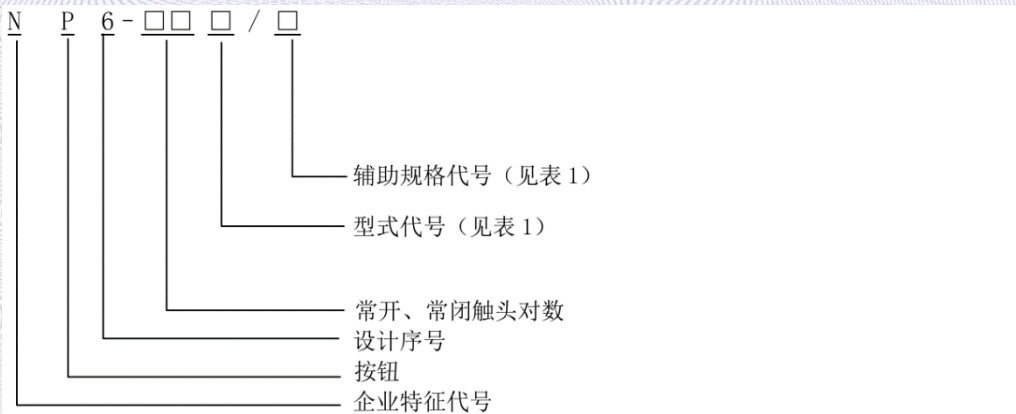 N P 6-□□ □/□
辅助规格代号（见表1）
型式代号（见表1）
常开、常闭触头对数
设计序号
按钮
企业特征代号